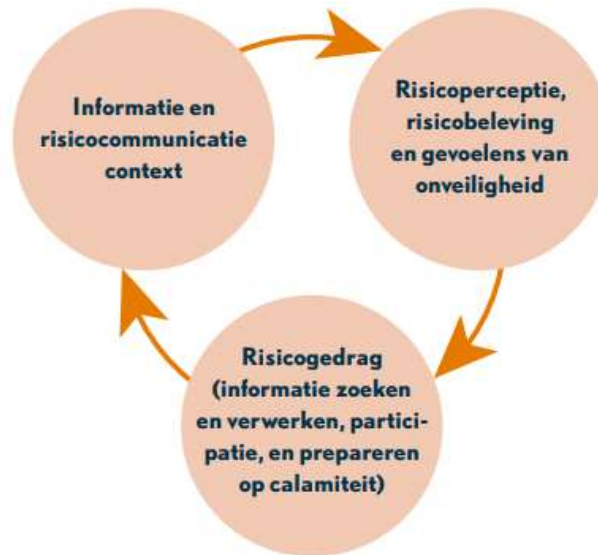 Informatie en
risicocommunicatie
context
Risicoperceptie,
risicobeleving
en gevoelens van
onveiligheid
Risicogedrag
(informatie zoeken
en verwerken, partici-
patie, en prepareren
op calamiteit)